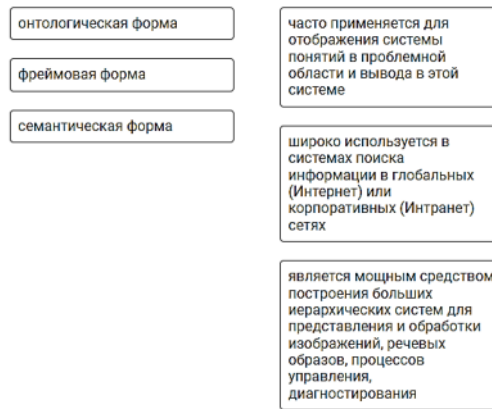 онтологическая форма
фреймовая форма
семантическая форма
часто применяется для
отображения системы
понятий в проблемной
области и вывода в этой
системе
широко используется в
системах поиска
информации в глобальных
(Интернет) или
корпоративных (Интранет)
сетях
является мощным средством
построения больших
иерархических систем для
представления и обработки
изображений, речевых
образов, процессов
управления,
диагностирования